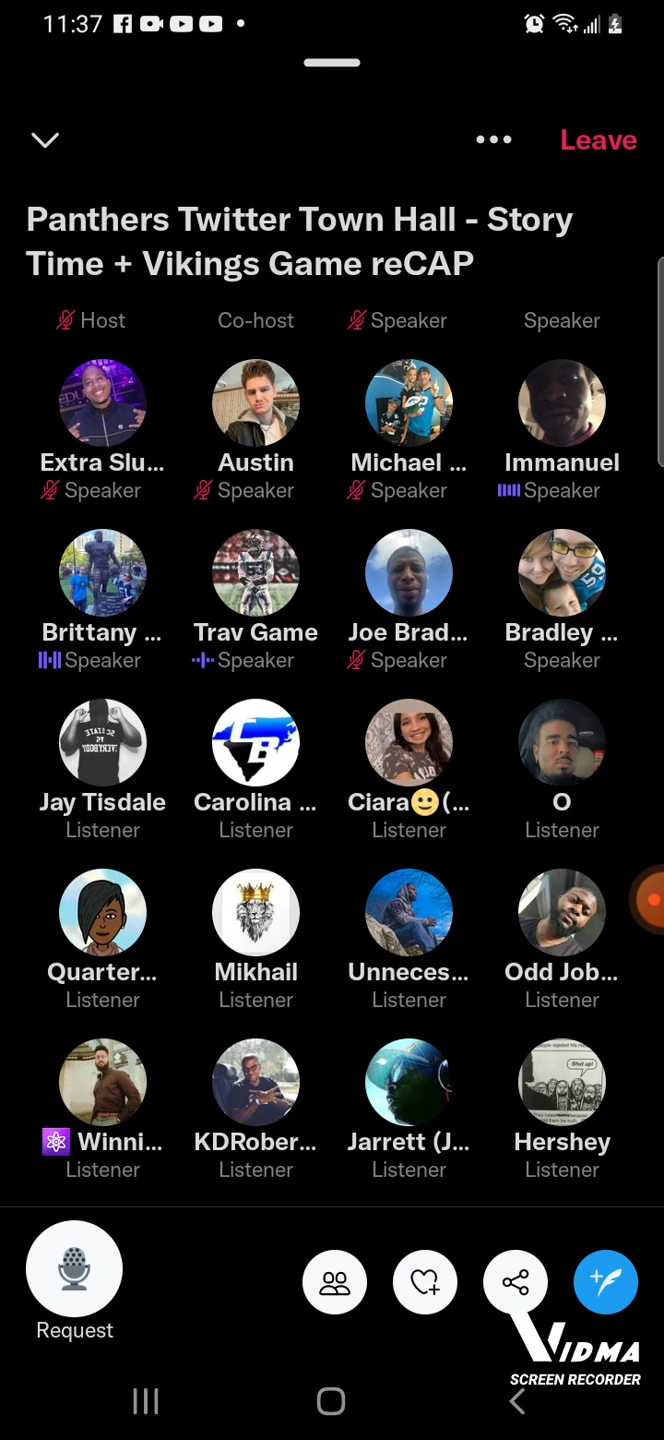 11:37
Leave
Panthers Twitter Town Hall - Story
Time + Vikings Game reCAP
Host Co-host Speaker Speaker
Extra Slu... Austin Michael ... Immanuel
Speaker Speaker Speaker Speaker
Brittany ... Trav Game Joe Brad... Bradley ...
Speaker Speaker Speaker Speaker
Jay Tisdale Carolina ... Ciara🙂(... O
Listener Listener Listener Listener
Quarter... Mikhail Unneces... Odd Job...
Listener Listener Listener Listener
⚛️ Winni... KDRober... Jarrett (J... Hershey
Listener Listener Listener Listener
Request
VIDMA
SCREEN RECORDER